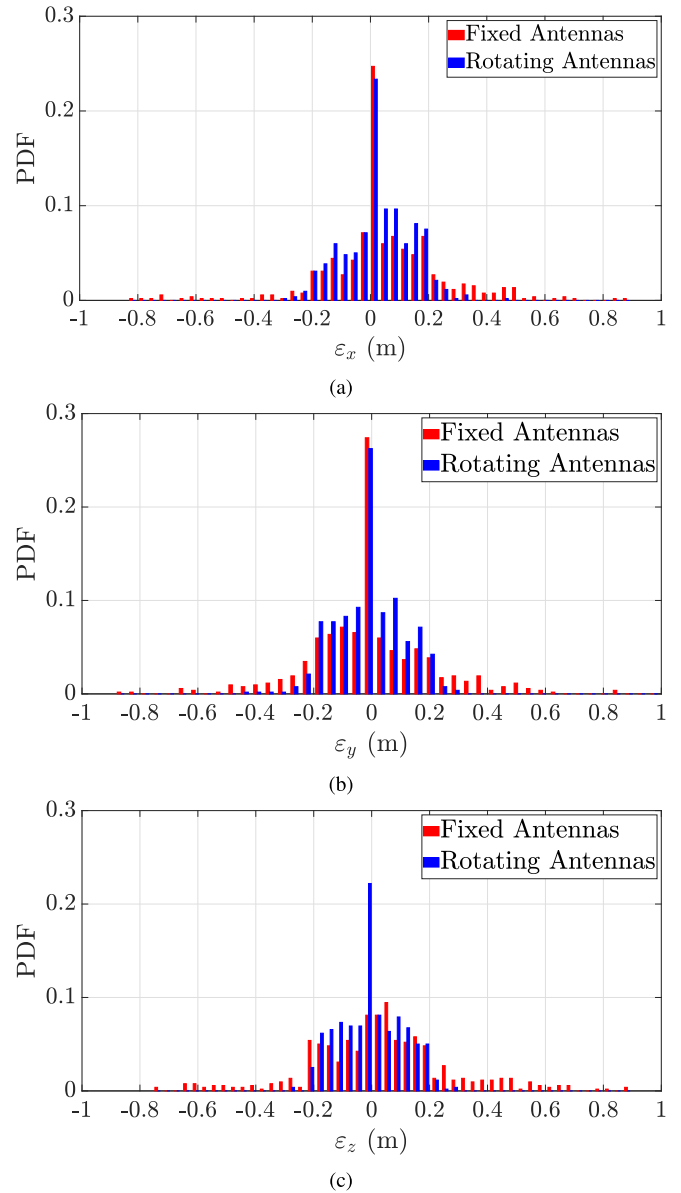 0.3
Fixed Antennas
Rotating Antennas
0.2
PDF
0.1
0
-1 -0.8 -0.6 -0.4 -0.2 0 0.2 0.4 0.6 0.8 1
εx (m)
(a)
0.3
Fixed Antennas
Rotating Antennas
0.2
PDF
0.1
0
-1 -0.8 -0.6 -0.4 -0.2 0 0.2 0.4 0.6 0.8 1
εy (m)
(b)
0.3
Fixed Antennas
Rotating Antennas
0.2
PDF
0.1
0
-1 -0.8 -0.6 -0.4 -0.2 0 0.2 0.4 0.6 0.8 1
εz (m)
(c)